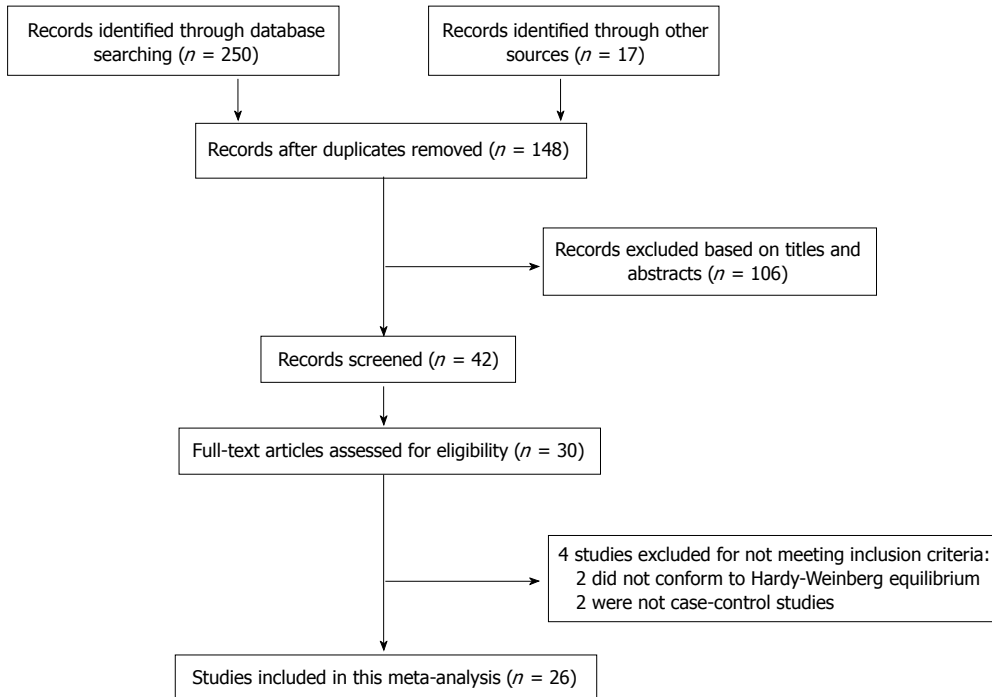 Records identified through database
searching (n = 250)
Records identified through other
sources (n = 17)
Records after duplicates removed (n = 148)
Records excluded based on titles and
abstracts (n = 106)
Records screened (n = 42)
Full-text articles assessed for eligibility (n = 30)
4 studies excluded for not meeting inclusion criteria:
2 did not conform to Hardy-Weinberg equilibrium
2 were not case-control studies
Studies included in this meta-analysis (n = 26)